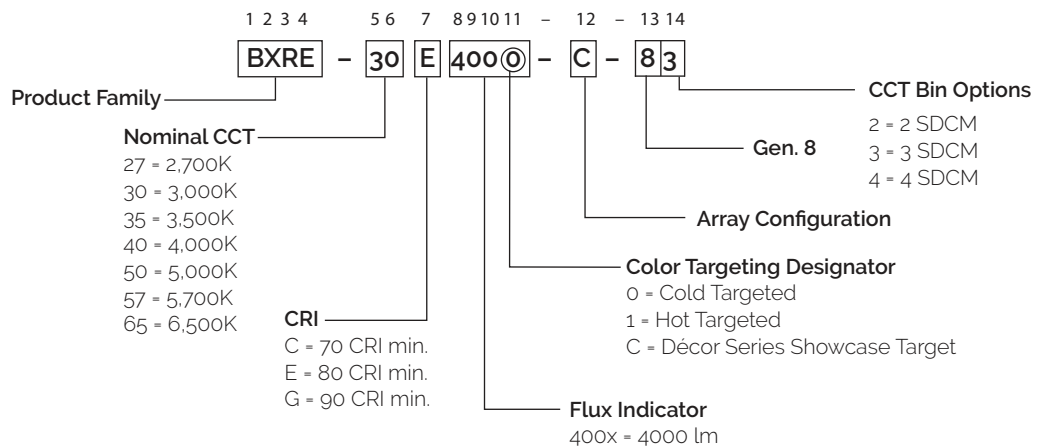 1 2 3 4 5 6 7 8 9 10 11 – 12 – 13 14
BXRE – 30 E 4000 – C – 83
Product Family
Nominal CCT
27 = 2,700K
30 = 3,000K
35 = 3,500K
40 = 4,000K
50 = 5,000K
57 = 5,700K
65 = 6,500K
CRI
C = 70 CRI min.
E = 80 CRI min.
G = 90 CRI min.
CCT Bin Options
2 = 2 SDCM
3 = 3 SDCM
4 = 4 SDCM
Gen. 8
Array Configuration
Color Targeting Designator
0 = Cold Targeted
1 = Hot Targeted
C = Décor Series Showcase Target
Flux Indicator
400x = 4000 lm